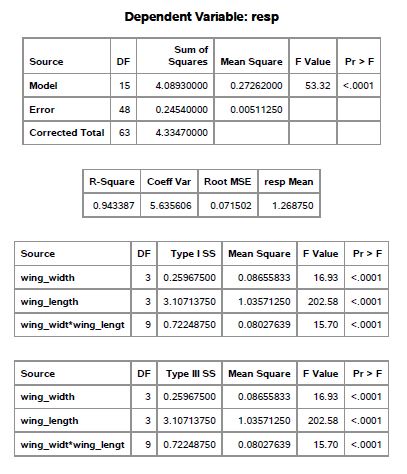 Dependent Variable: resp
Source DF Sum of Squares Mean Square F Value Pr > F
Model 15 4.08930000 0.27262000 53.32 <.0001
Error 48 0.24540000 0.00511250
Corrected Total 63 4.33470000
R-Square Coeff Var Root MSE resp Mean
0.943387 5.635606 0.071502 1.268750
Source DF Type I SS Mean Square F Value Pr > F
wing_width 3 0.25967500 0.08655833 16.93 <.0001
wing_length 3 3.10713750 1.03571250 202.58 <.0001
wing_widt*wing_lengt 9 0.72248750 0.08027639 15.70 <.0001
Source DF Type III SS Mean Square F Value Pr > F
wing_width 3 0.25967500 0.08655833 16.93 <.0001
wing_length 3 3.10713750 1.03571250 202.58 <.0001
wing_widt*wing_lengt 9 0.72248750 0.08027639 15.70 <.0001